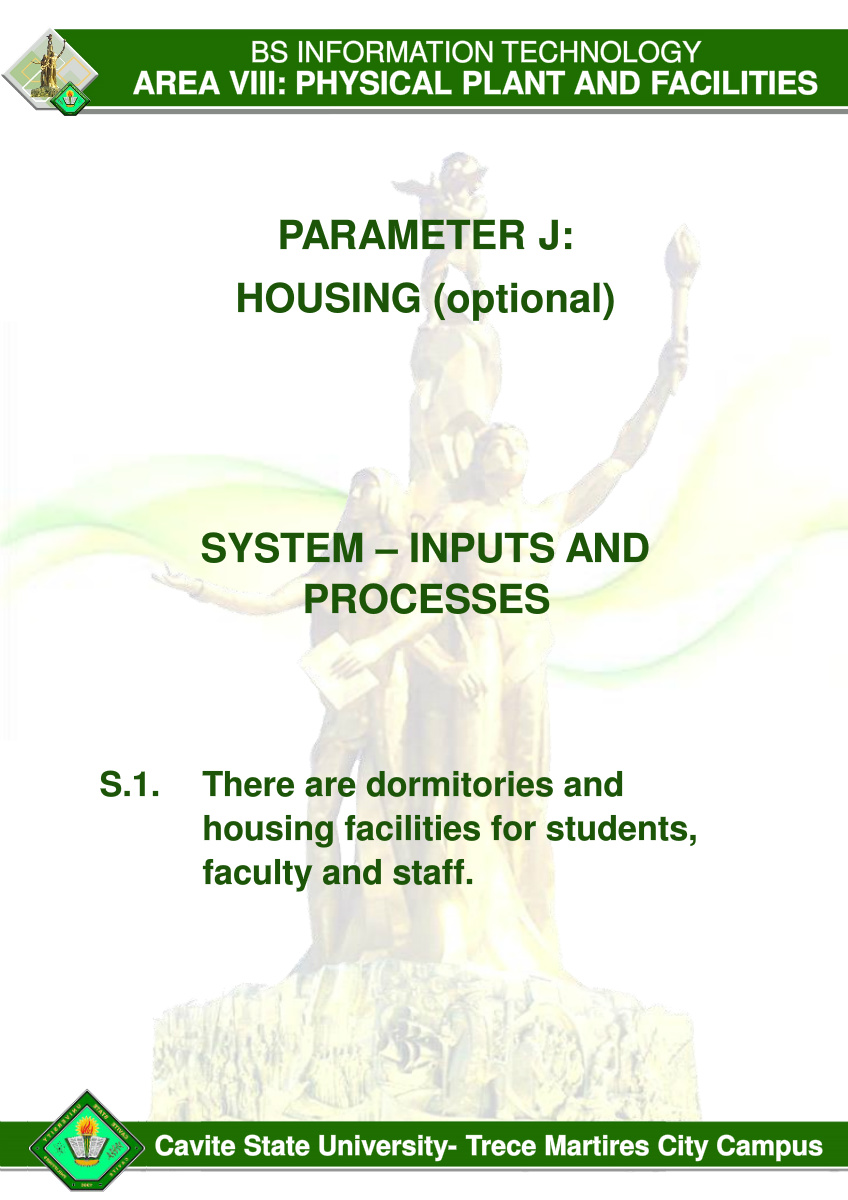 BS INFORMATION TECHNOLOGY
AREA VIII: PHYSICAL PLANT AND FACILITIES
PARAMETER J:
HOUSING (optional)
SYSTEM – INPUTS AND
PROCESSES
S.1. There are dormitories and
housing facilities for students,
faculty and staff.
Cavite State University- Trece Martires City Campus